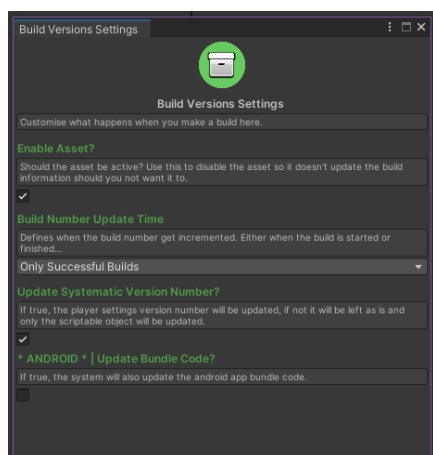 Build Versions Settings
Build Versions Settings
Customise what happens when you make a build here.
Enable Asset?
Should the asset be active? Use this to disable the asset so it doesn't update the build
information should you not want it to.
Build Number Update Time
Defines when the build number get incremented. Either when the build is started or
finished...
Only Successful Builds
Update Systematic Version Number?
If true, the player settings version number will be updated, if not it will be left as is and
only the scriptable object will be updated.
* ANDROID * | Update Bundle Code?
If true, the system will also update the android app bundle code.